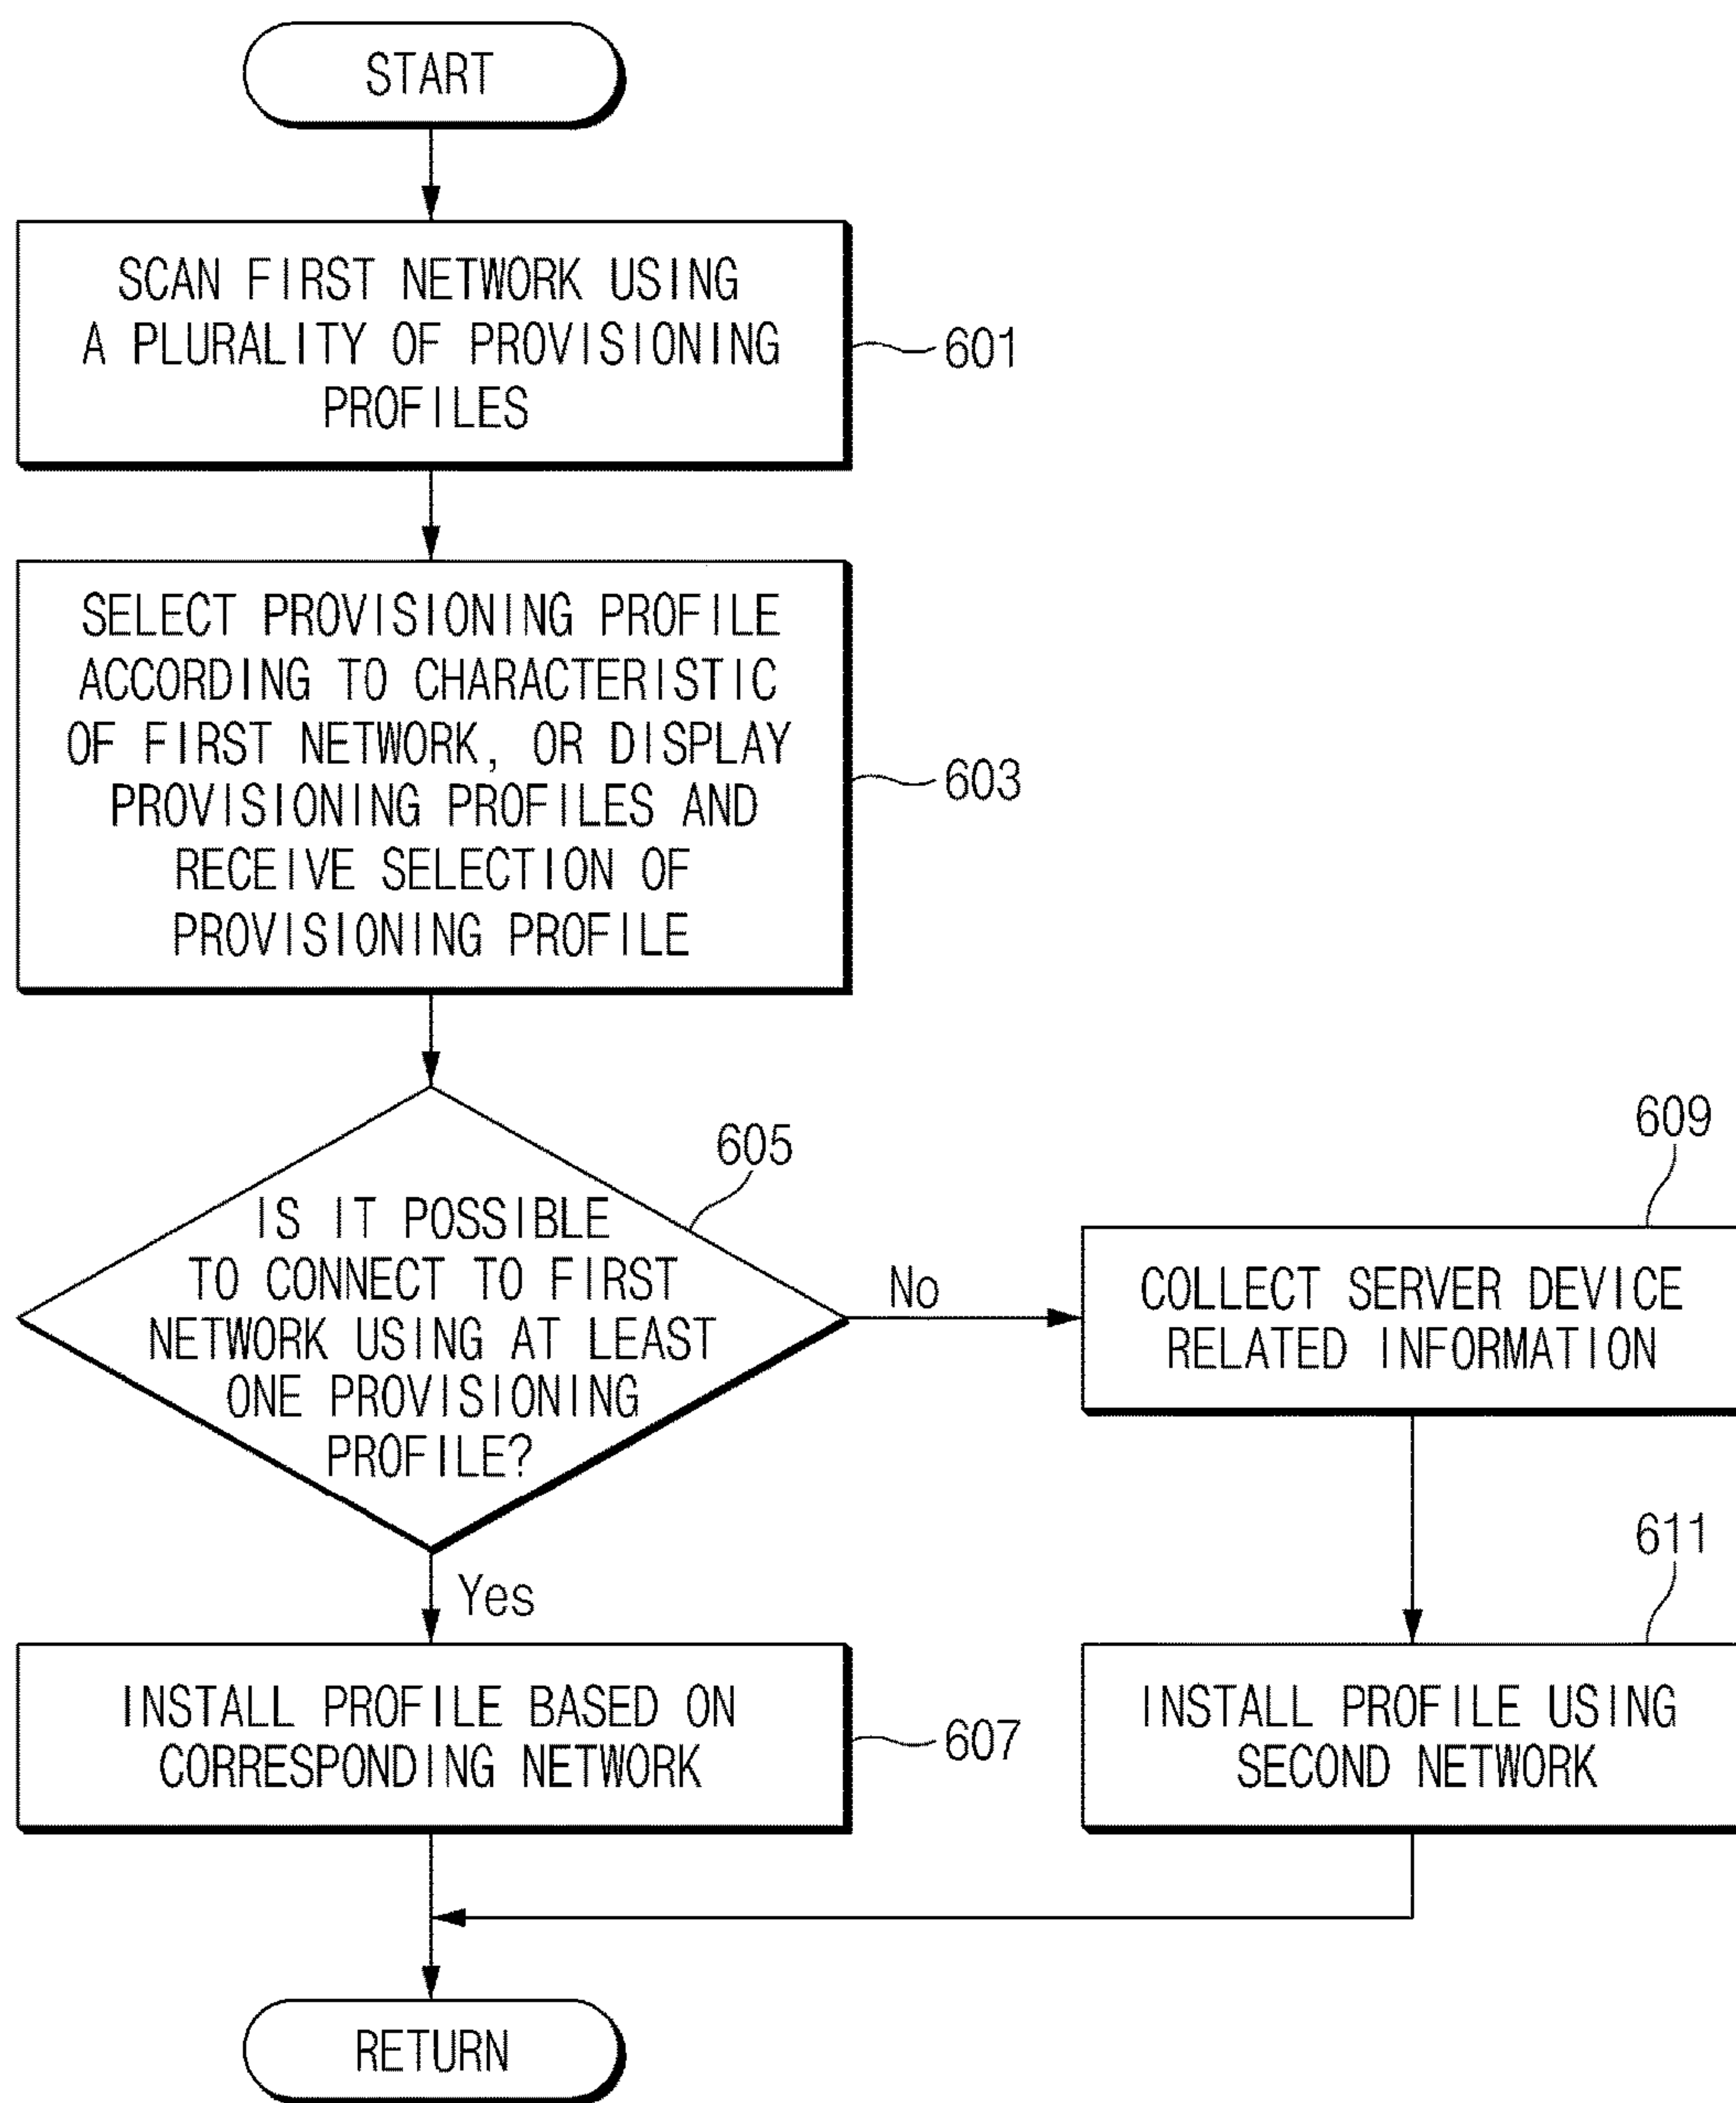 START
SCAN FIRST NETWORK USING
A PLURALITY OF PROVISIONING
PROFILES
601
SELECT PROVISIONING PROFILE
ACCORDING TO CHARACTERISTIC
OF FIRST NETWORK, OR DISPLAY
PROVISIONING PROFILES AND
RECEIVE SELECTION OF
PROVISIONING PROFILE
603
605
IS IT POSSIBLE
TO CONNECT TO FIRST
NETWORK USING AT LEAST
ONE PROVISIONING
PROFILE?
No
609
COLLECT SERVER DEVICE
RELATED INFORMATION
Yes
INSTALL PROFILE BASED ON
CORRESPONDING NETWORK
607
611
INSTALL PROFILE USING
SECOND NETWORK
RETURN